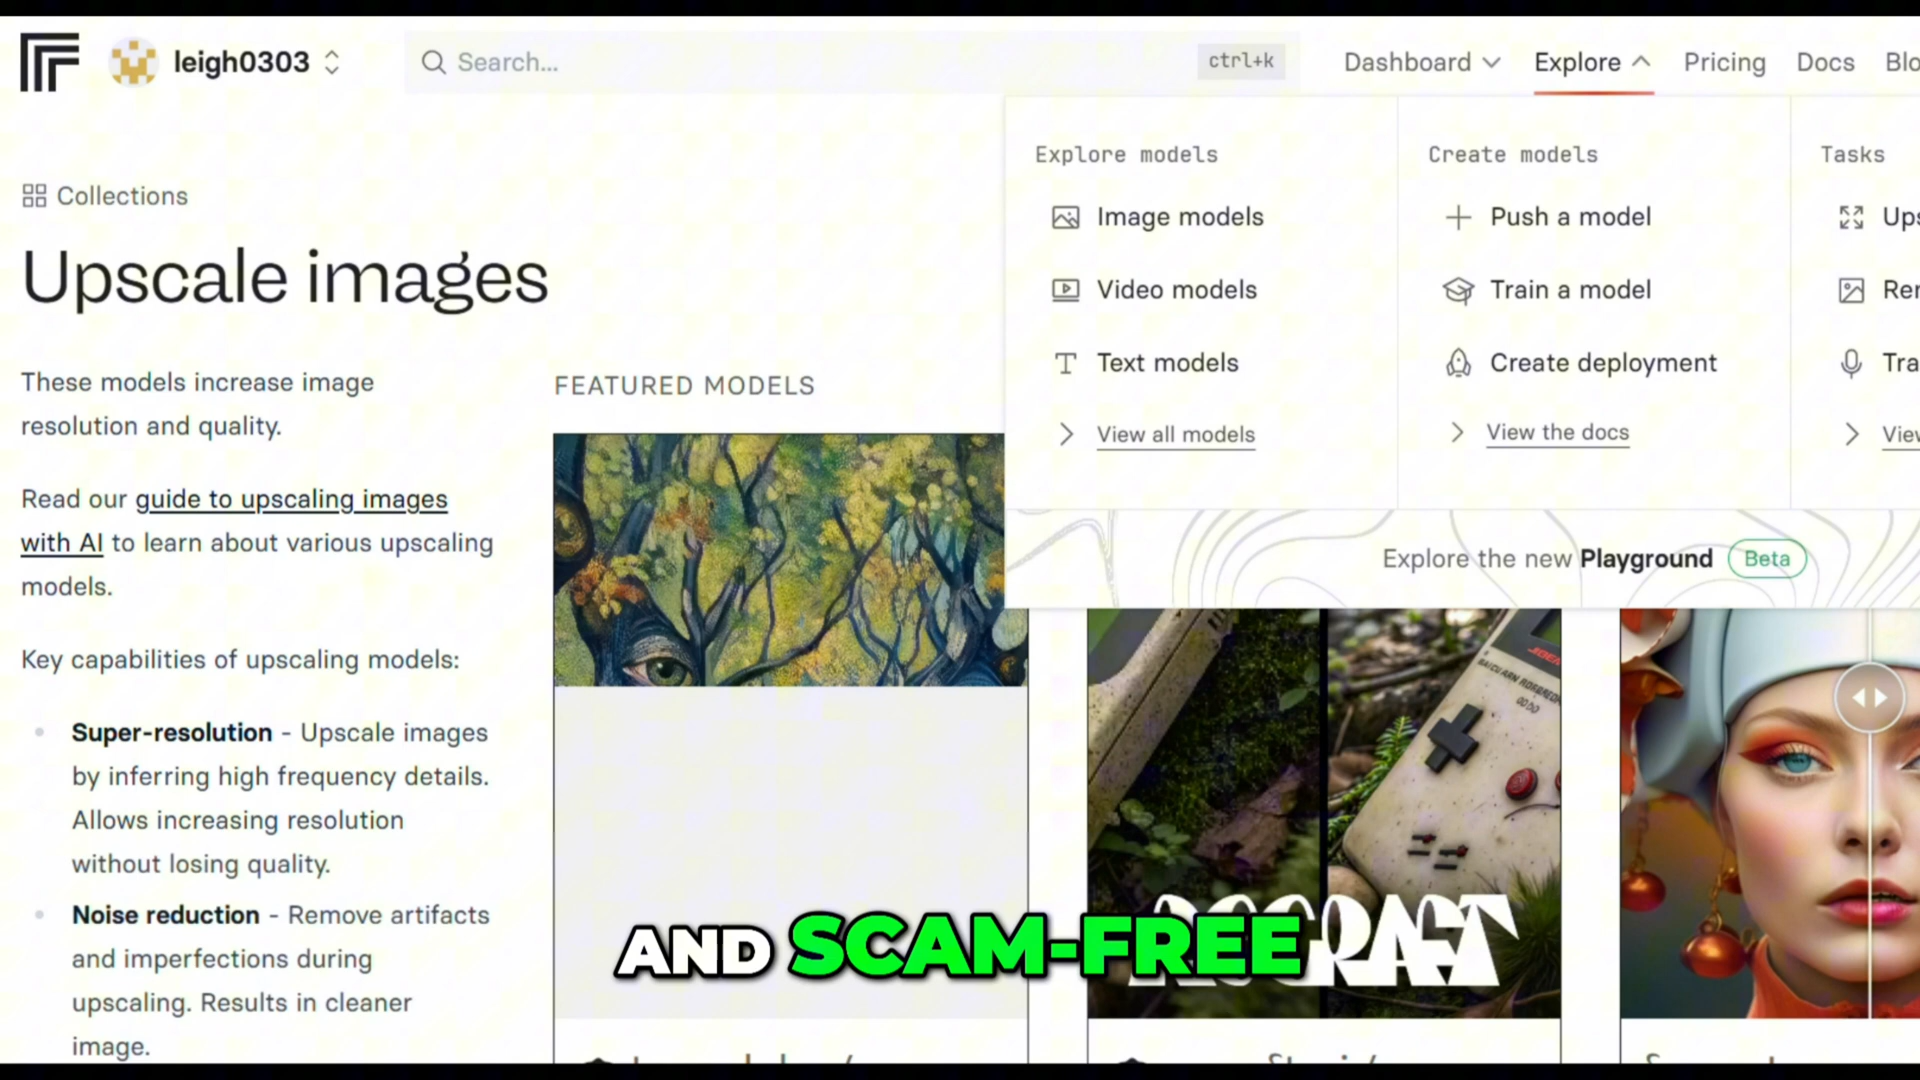 leigh0303
Search...
ctrl+k
Dashboard
Explore
Pricing
Docs
Explore models
Image models
Video models
Text models
View all models
Create models
Push a model
Train a model
Create deployment
View the docs
Tasks
Explore the new Playground Beta
Collections
Upscale images
These models increase image
resolution and quality.
Read our guide to upscaling images
with AI to learn about various upscaling
models.
Key capabilities of upscaling models:
Super-resolution - Upscale images
by inferring high frequency details.
Allows increasing resolution
without losing quality.
Noise reduction - Remove artifacts
and imperfections during
upscaling. Results in cleaner
image.
FEATURED MODELS
AND SCAM-FREE